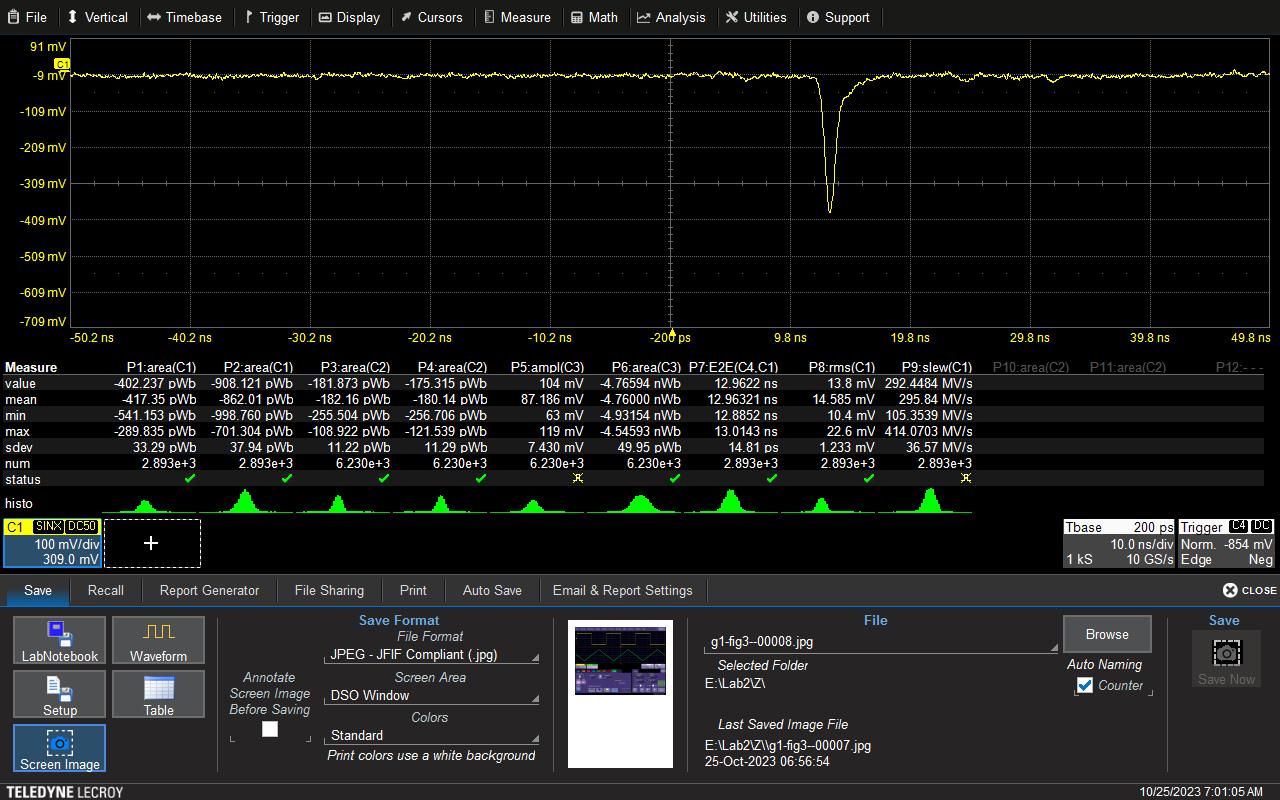 File Vertical Timebase Trigger Display Cursors Measure Math Analysis Utilities Support
91 mV
C1
-9 mV
-109 mV
-209 mV
-309 mV
-409 mV
-509 mV
-609 mV
-709 mV
-50.2 ns -40.2 ns -30.2 ns -20.2 ns -10.2 ns -200 ps 9.8 ns 19.8 ns 29.8 ns 39.8 ns 49.8 ns
Measure P1:area(C1) P2:area(C1) P3:area(C2) P4:area(C2) P5:ampl(C3) P6:area(C3) P7:E2E(C4,C1) P8:rms(C1) P9:slew(C1) P10:area(C2) P11:area(C2) P12:- - -
value -402.237 pWb -908.121 pWb -181.873 pWb -175.315 pWb 104 mV -4.76594 nWb 12.9622 ns 13.8 mV 292.4484 MV/s
mean -417.35 pWb -862.01 pWb -182.16 pWb -180.14 pWb 87.186 mV -4.76000 nWb 12.96321 ns 14.585 mV 295.84 MV/s
min -541.153 pWb -998.760 pWb -255.504 pWb -256.706 pWb 63 mV -4.93154 nWb 12.8852 ns 10.4 mV 105.3539 MV/s
max -289.835 pWb -701.304 pWb -108.922 pWb -121.539 pWb 119 mV -4.54593 nWb 13.0143 ns 22.6 mV 414.0703 MV/s
sdev 33.29 pWb 37.94 pWb 11.22 pWb 11.29 pWb 7.430 mV 49.95 pWb 14.81 ps 1.233 mV 36.57 MV/s
num 2.893e+3 2.893e+3 6.230e+3 6.230e+3 6.230e+3 6.230e+3 2.893e+3 2.893e+3 2.893e+3
status
histo
C1 SINX DC50
100 mV/div
309.0 mV
+
Tbase 200 ps
10.0 ns/div
1 kS 10 GS/s
Trigger C4 DC
Norm. -854 mV
Edge Neg
Save Recall Report Generator File Sharing Print Auto Save Email & Report Settings CLOSE
LabNotebook
Waveform
Setup
Table
Screen Image
Annotate
Screen Image
Before Saving
Save Format
File Format
JPEG - JFIF Compliant (.jpg)
Screen Area
DSO Window
Colors
Standard
Print colors use a white background
File
g1-fig3--00008.jpg
Selected Folder
E:\Lab2\Z\
Last Saved Image File
E:\Lab2\Z\\g1-fig3--00007.jpg
25-Oct-2023 06:56:54
Browse
Auto Naming
Counter
Save
Save Now
TELEDYNE LECROY
10/25/2023 7:01:05 AM